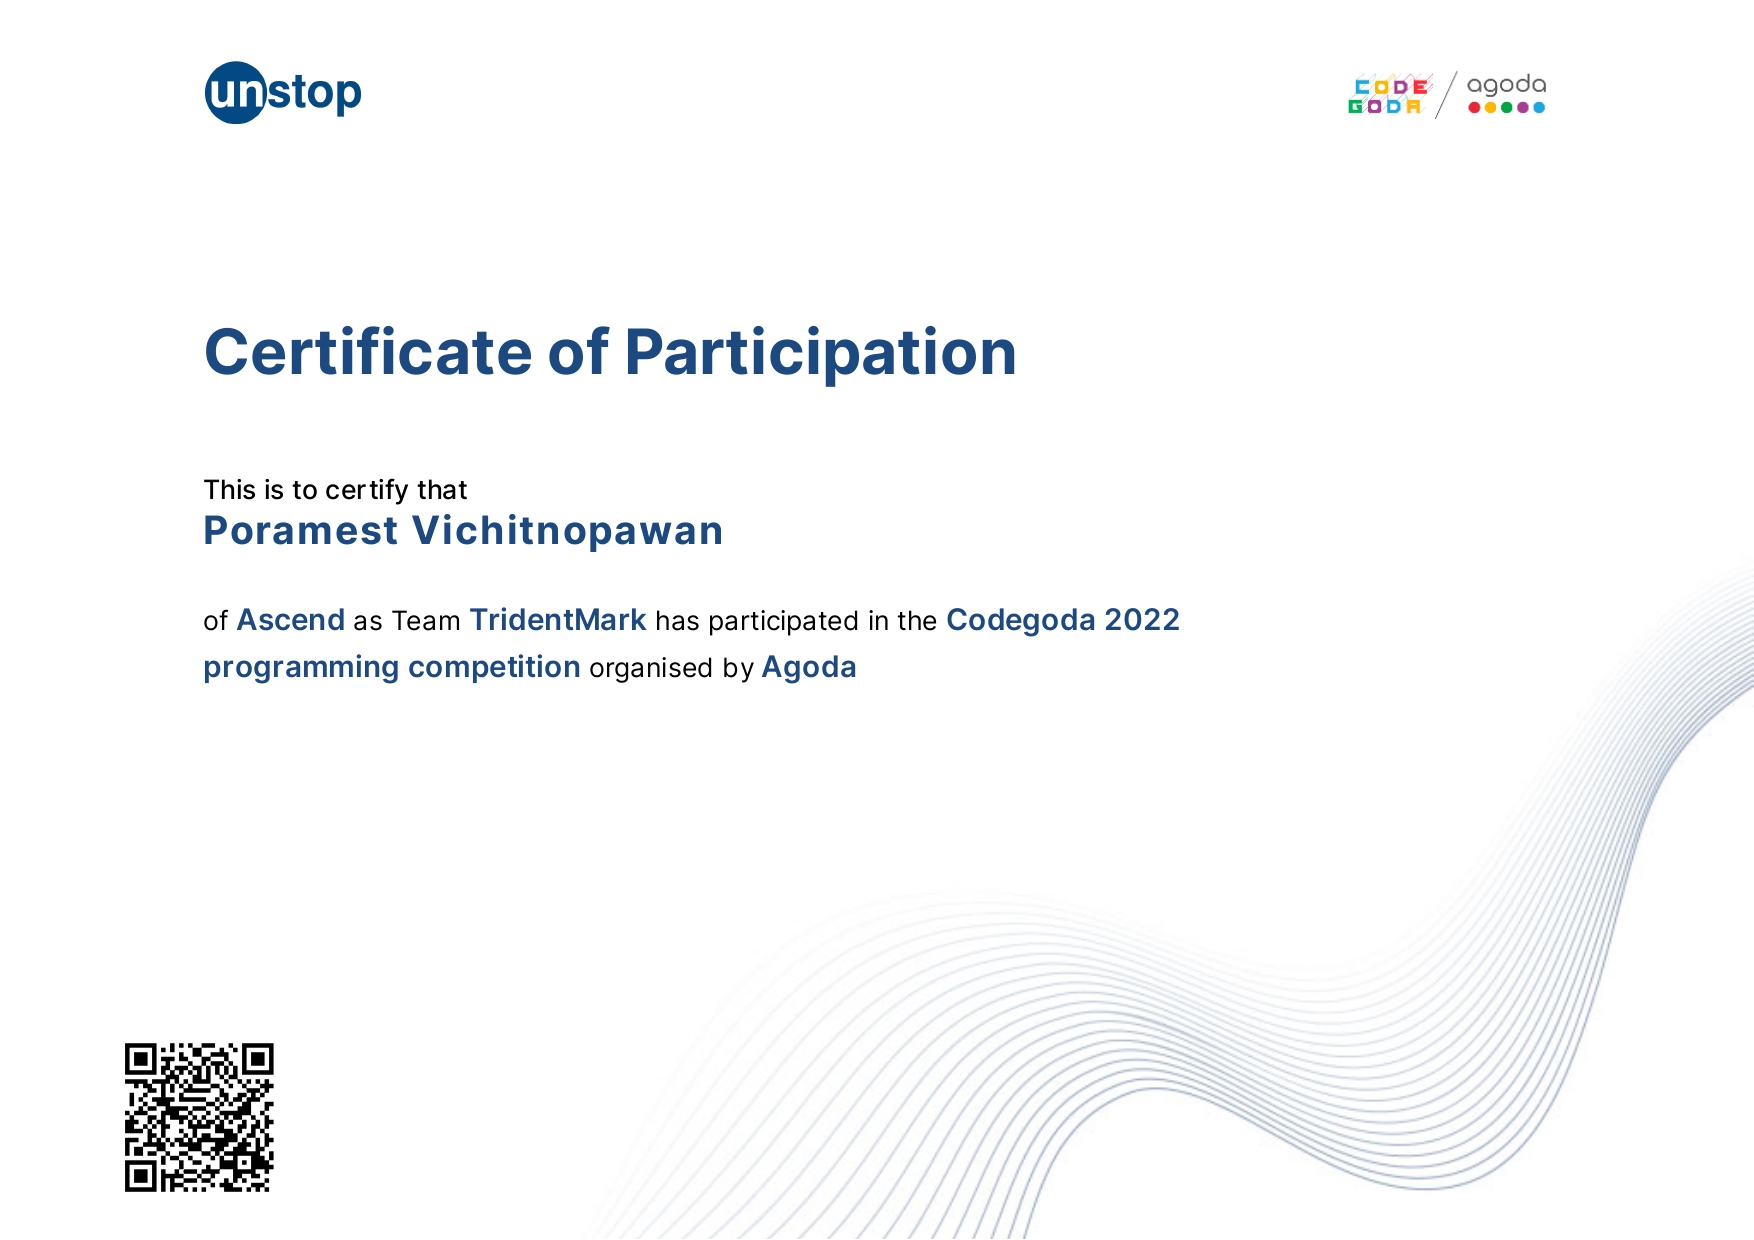 unstop
CODE
GODA
agoda
Certificate of Participation
This is to certify that
Poramest Vichitnopawan
of Ascend as Team TridentMark has participated in the Codegoda 2022
programming competition organised by Agoda